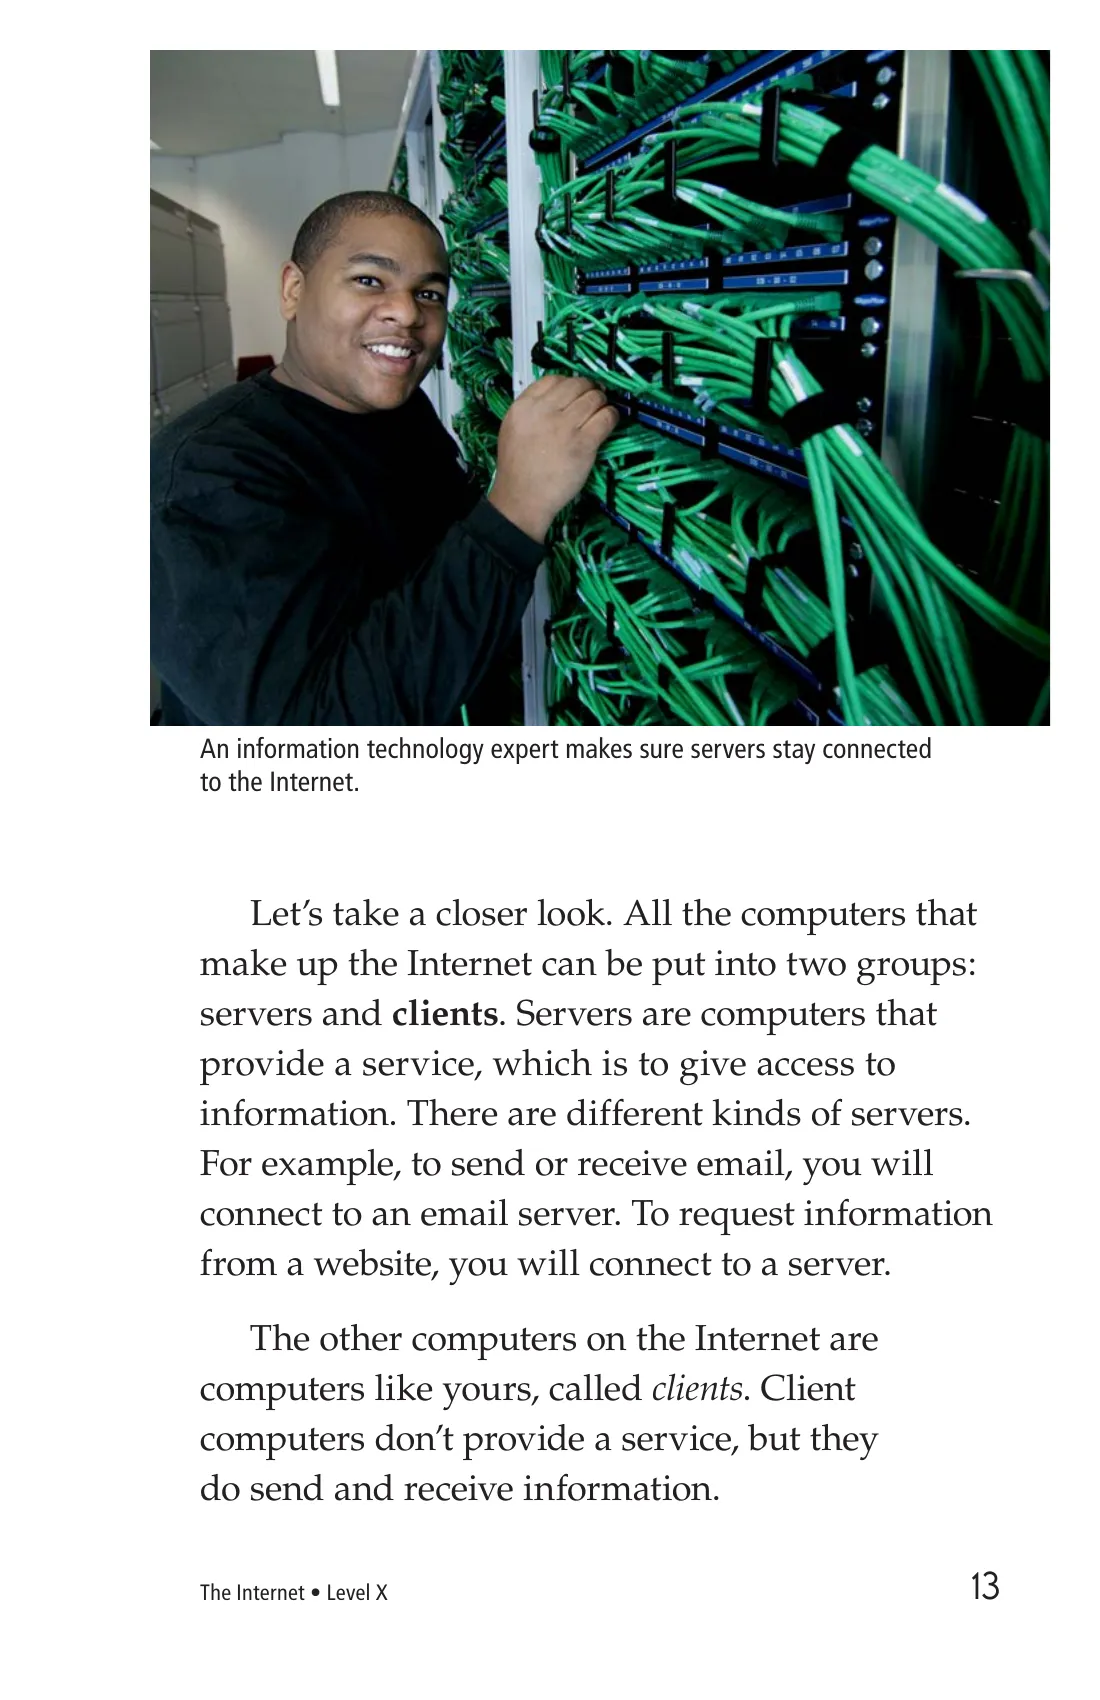 An information technology expert makes sure servers stay connected
to the Internet.
Let’s take a closer look. All the computers that
make up the Internet can be put into two groups:
servers and clients. Servers are computers that
provide a service, which is to give access to
information. There are different kinds of servers.
For example, to send or receive email, you will
connect to an email server. To request information
from a website, you will connect to a server.
The other computers on the Internet are
computers like yours, called clients. Client
computers don’t provide a service, but they
do send and receive information.
The Internet • Level X
13